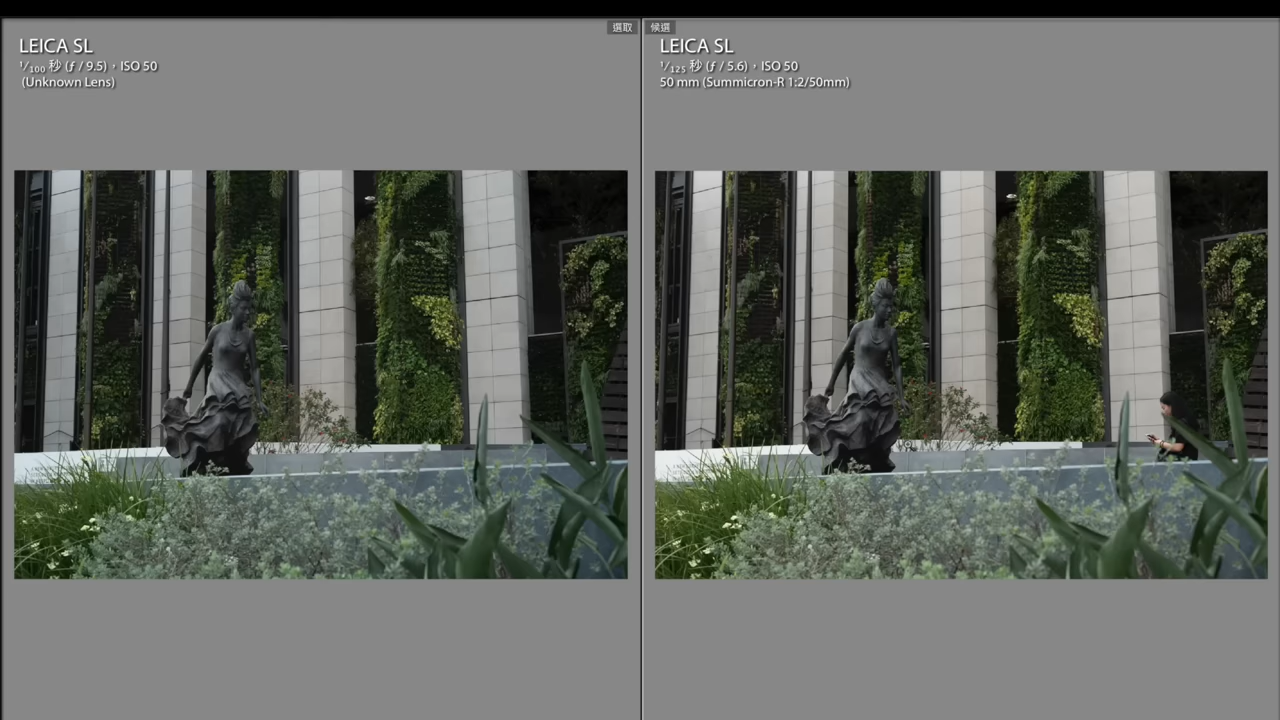 選取
LEICA SL
1/100 秒 (ƒ / 9.5)，ISO 50
(Unknown Lens)
候選
LEICA SL
1/125 秒 (ƒ / 5.6)，ISO 50
50 mm (Summicron-R 1:2/50mm)